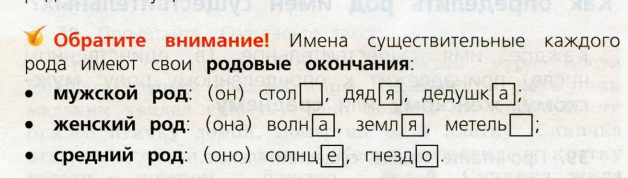 Обратите внимание! Имена существительные каждого
рода имеют свои родовые окончания:
• мужской род: (он) стол□, дядя, дедушка;
• женский род: (она) вода, земля, метель□;
• средний род: (оно) солнце, гнездо.